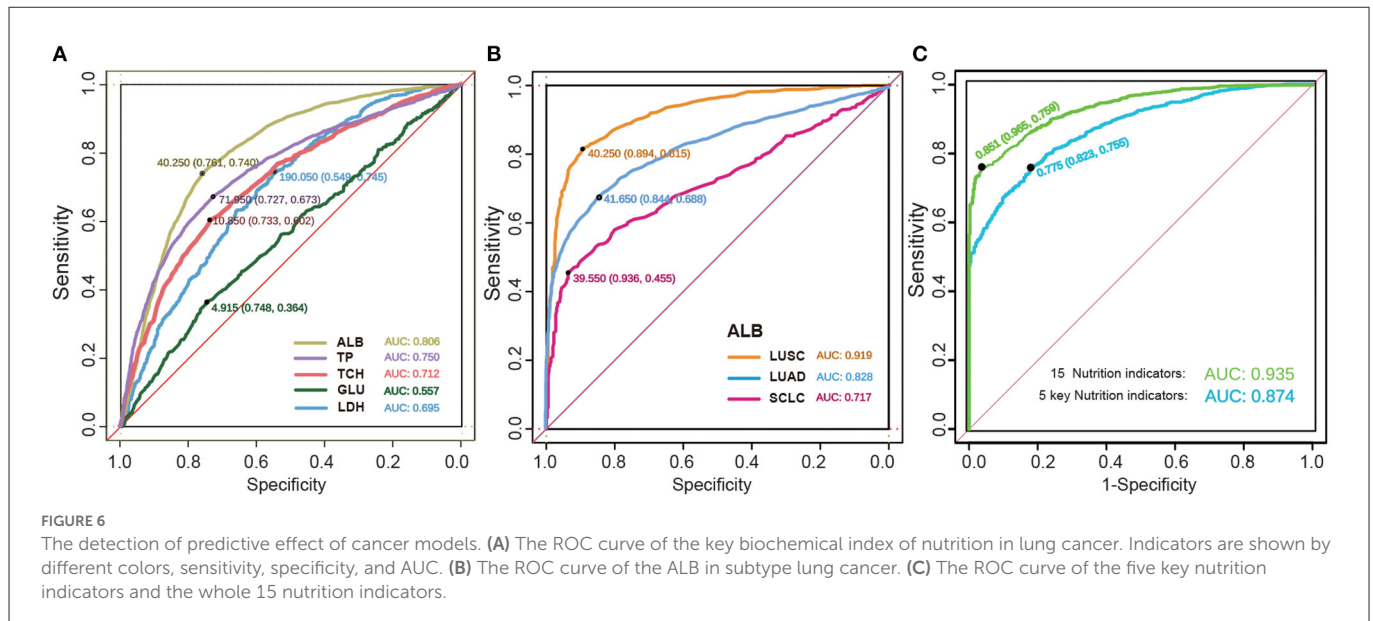 A
Sensitivity
1.0
0.8
0.6
0.4
0.2
0.0
40.250 (0.761, 0.740)
190.050 (0.549, 0.745)
71.950 (0.727, 0.673)
10.850 (0.733, 0.602)
4.915 (0.748, 0.364)
ALB AUC: 0.806
TP AUC: 0.750
TCH AUC: 0.712
GLU AUC: 0.557
LDH AUC: 0.695
1.0 0.8 0.6 0.4 0.2 0.0
Specificity
B
Sensitivity
1.0
0.8
0.6
0.4
0.2
0.0
40.250 (0.894, 0.815)
41.650 (0.844, 0.688)
39.550 (0.936, 0.455)
ALB
LUSC AUC: 0.919
LUAD AUC: 0.828
SCLC AUC: 0.717
1.0 0.8 0.6 0.4 0.2 0.0
Specificity
C
Sensitivity
1.0
0.8
0.6
0.4
0.2
0.0
0.851 (0.965, 0.759)
0.775 (0.823, 0.755)
15 Nutrition indicators: AUC: 0.935
5 key Nutrition indicators: AUC: 0.874
0.0 0.2 0.4 0.6 0.8 1.0
1-Specificity
FIGURE 6
The detection of predictive effect of cancer models. (A) The ROC curve of the key biochemical index of nutrition in lung cancer. Indicators are shown by
different colors, sensitivity, specificity, and AUC. (B) The ROC curve of the ALB in subtype lung cancer. (C) The ROC curve of the five key nutrition
indicators and the whole 15 nutrition indicators.